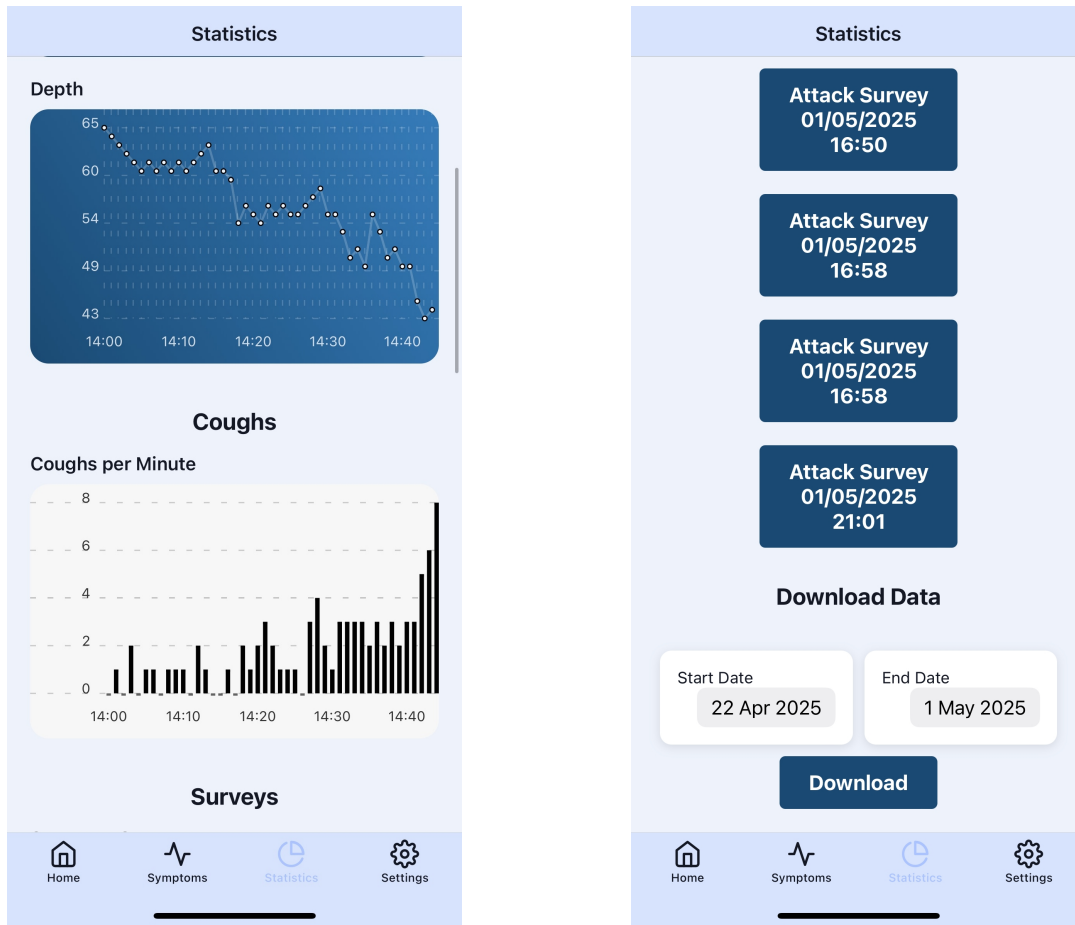 Statistics
Depth
65
60
54
49
43
14:00 14:10 14:20 14:30 14:40
Coughs
Coughs per Minute
8
6
4
2
0
14:00 14:10 14:20 14:30 14:40
Surveys
Home Symptoms Statistics Settings
Statistics
Attack Survey
01/05/2025
16:50
Attack Survey
01/05/2025
16:58
Attack Survey
01/05/2025
16:58
Attack Survey
01/05/2025
21:01
Download Data
Start Date
22 Apr 2025
End Date
1 May 2025
Download
Home Symptoms Statistics Settings